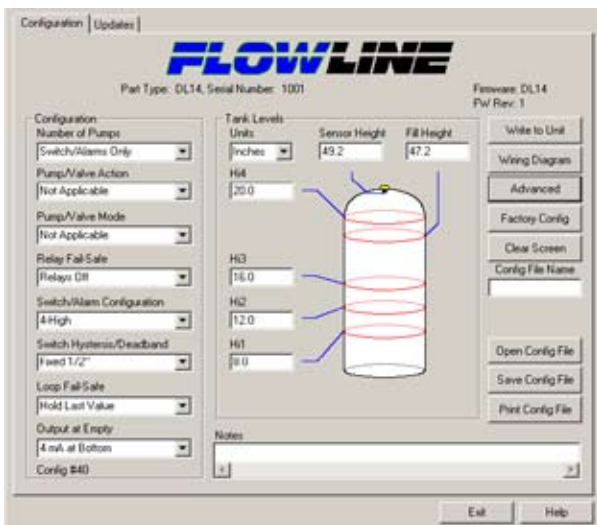 Configuration Updates
FLOWLINE
Part Type: DL14, Serial Number: 1001
Firmware: DL14
FW Rev: 1
Configuration
Number of Pumps
Switch/Alarms Only
Pump/Valve Action
Not Applicable
Pump/Valve Mode
Not Applicable
Relay Fail-Safe
Relays Off
Switch/Alarm Configuration
4-High
Switch Hysteresis/Deadband
Fixed 1/2"
Loop Fail-Safe
Hold Last Value
Output at Empty
4 mA at Bottom
Config #40
Tank Levels
Units
Inches
Sensor Height
49.2
Fill Height
47.2
Hi4
20.0
Hi3
16.0
Hi2
12.0
Hi1
8.0
Notes
Write to Unit
Wiring Diagram
Advanced
Factory Config
Clear Screen
Config File Name
Open Config File
Save Config File
Print Config File
Exit
Help